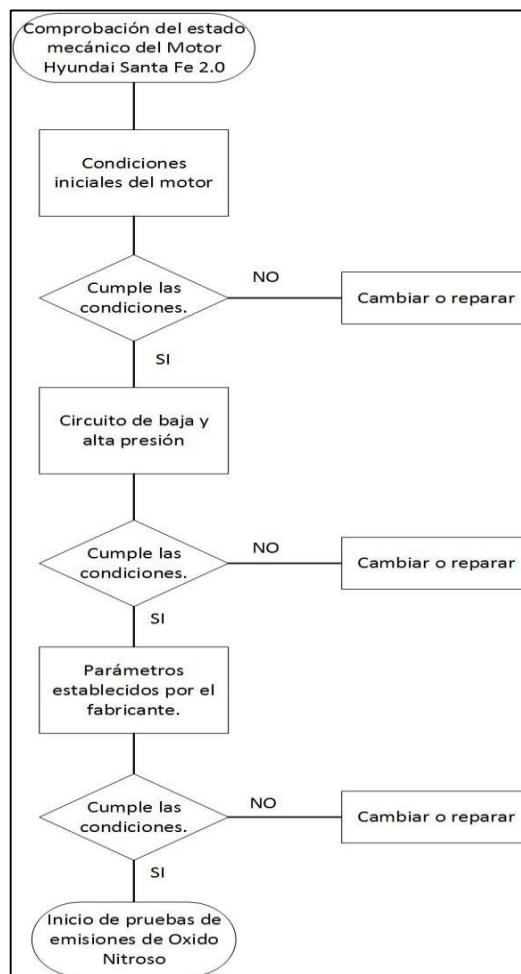 Comprobación del estado
mecánico del Motor
Hyundai Santa Fe 2.0
Condiciones
iniciales del motor
Cumple las
condiciones.
NO
Cambiar o reparar
SI
Circuito de baja y
alta presión
Cumple las
condiciones.
NO
Cambiar o reparar
SI
Parámetros
establecidos por el
fabricante.
Cumple las
condiciones.
NO
Cambiar o reparar
SI
Inicio de pruebas de
emisiones de Oxido
Nitroso